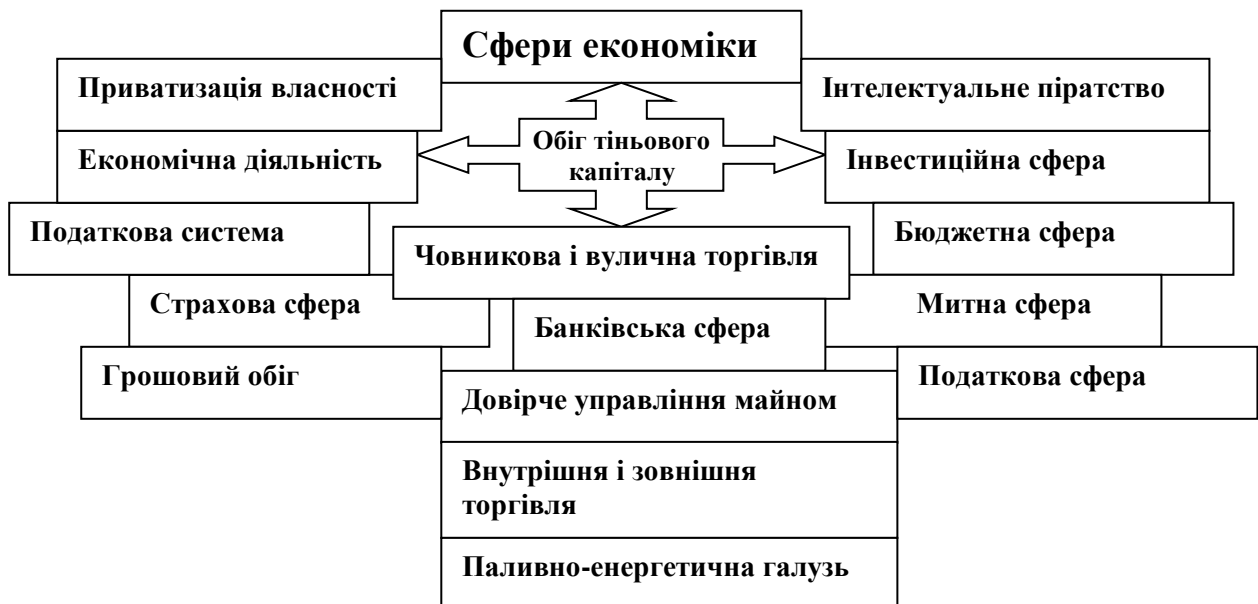 Сфери економіки
Приватизація власності
Інтелектуальне піратство
Обіг тіньового
капіталу
Економічна діяльність
Інвестиційна сфера
Податкова система
Бюджетна сфера
Човникова і вулична торгівля
Страхова сфера
Митна сфера
Банківська сфера
Грошовий обіг
Податкова сфера
Довірче управління майном
Внутрішня і зовнішня
торгівля
Паливно-енергетична галузь